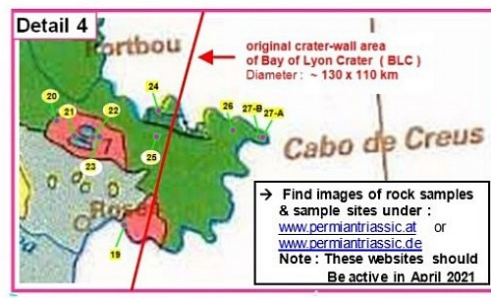 Detail 4
Portbou
original crater-wall area
of Bay of Lyon Crater ( BLC )
Diameter : ~ 130 x 110 km
24
20
21
22
26
27-B
27-A
7
25
23
Cabo de Creus
19
→ Find images of rock samples
& sample sites under :
www.permiantriassic.at or
www.permiantriassic.de
Note : These websites should
Be active in April 2021